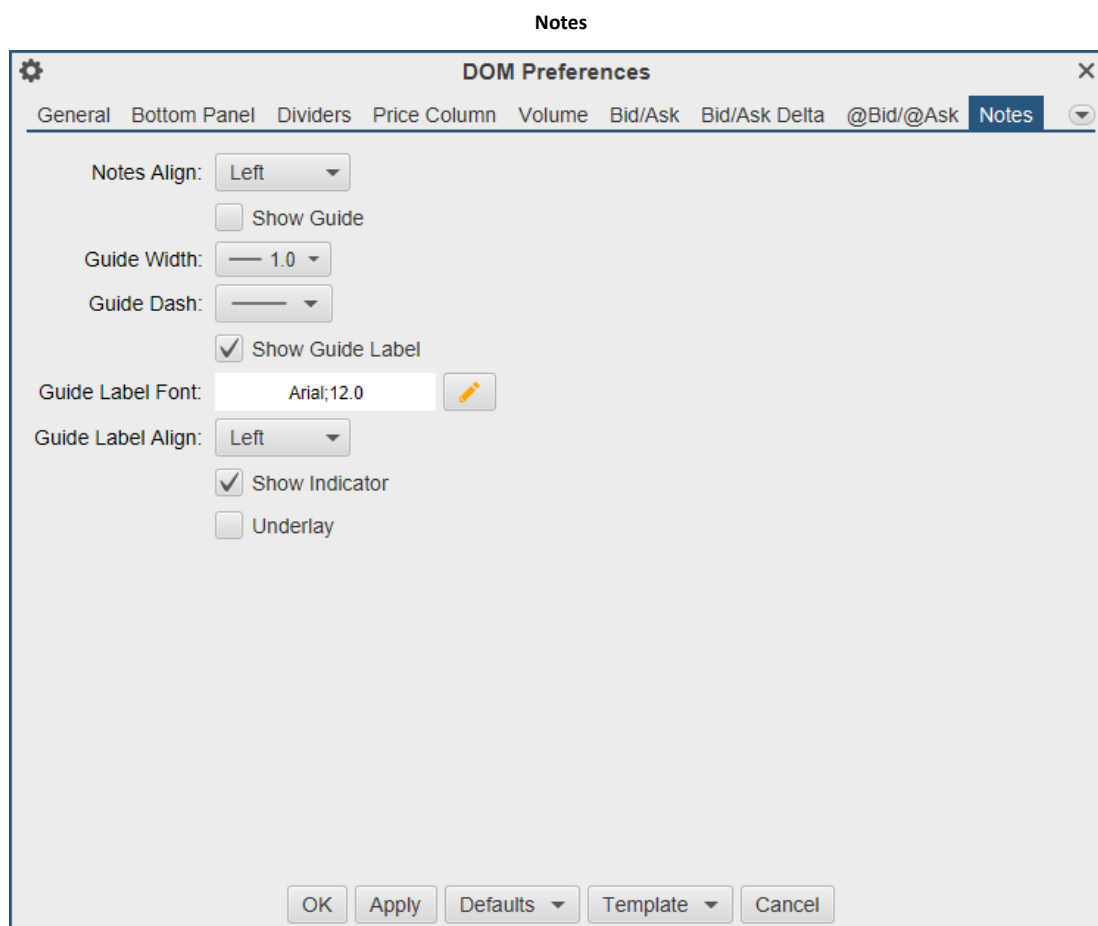 Notes
DOM Preferences
General Bottom Panel Dividers Price Column Volume Bid/Ask Bid/Ask Delta @Bid/@Ask Notes
Notes Align: Left
Show Guide
Guide Width: 1.0
Guide Dash:
Show Guide Label
Guide Label Font: Arial;12.0
Guide Label Align: Left
Show Indicator
Underlay
OK Apply Defaults Template Cancel